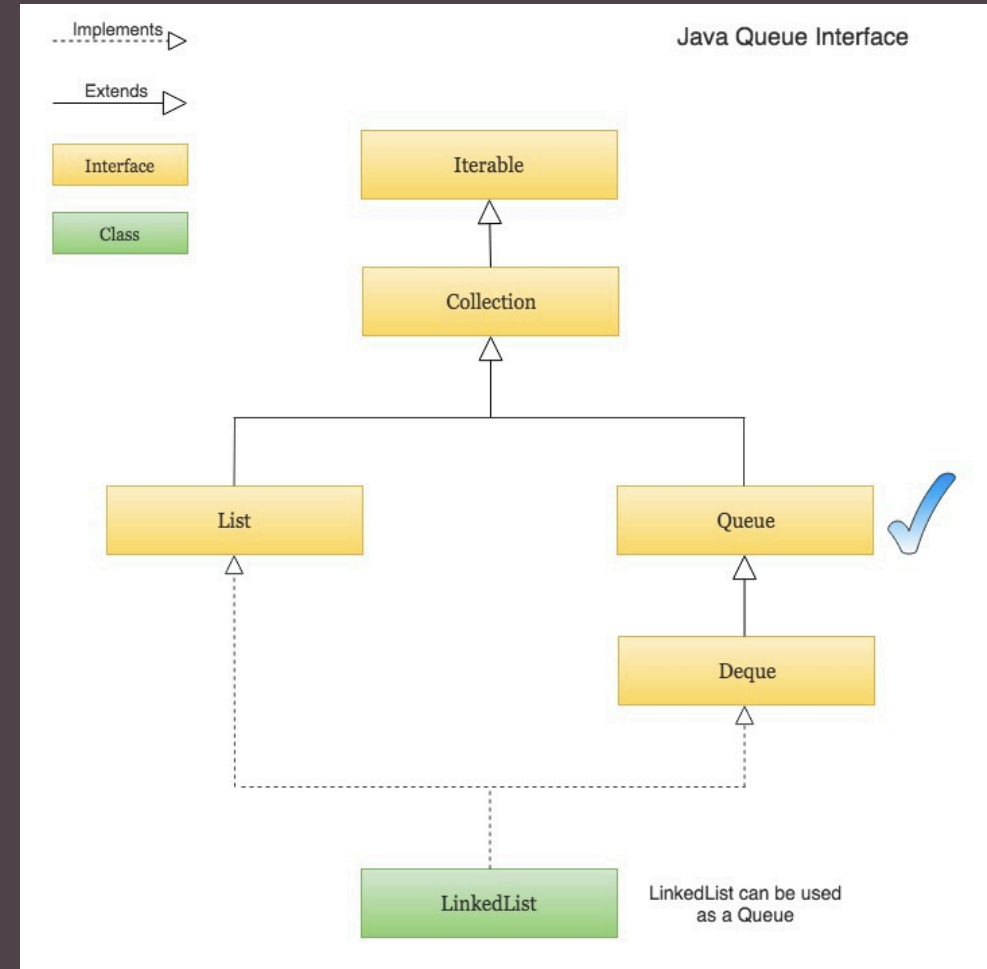 Implements
Java Queue Interface
Extends
Interface
Iterable
Class
Collection
List
Queue
Deque
LinkedList
LinkedList can be used
as a Queue